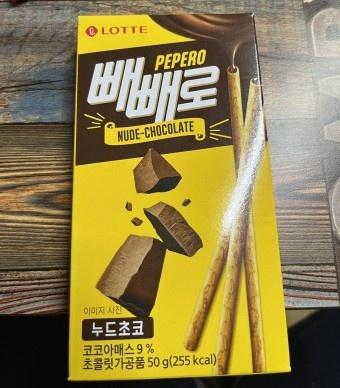 LOTTE
PEPERO
빼빼로
NUDE-CHOCOLATE
이미지 사진
누드초코
코코아매스 9 %
초콜릿가공품 50 g(255 kcal)